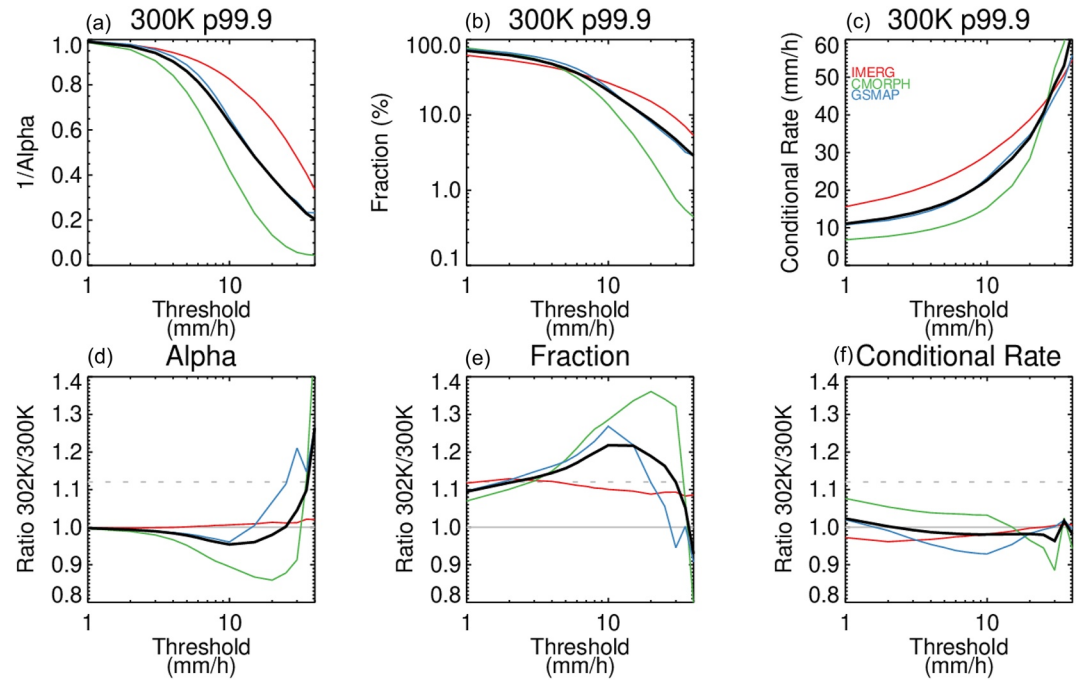 (a) 300K p99.9
1/Alpha
1.0
0.8
0.6
0.4
0.2
0.0
1 10
Threshold
(mm/h)
(b) 300K p99.9
Fraction (%)
100.0
10.0
1.0
0.1
1 10
Threshold
(mm/h)
(c) 300K p99.9
Conditional Rate (mm/h)
60
50
40
30
20
10
0
IMERG
CMORPH
GSMAP
1 10
Threshold
(mm/h)
(d) Alpha
Ratio 302K/300K
1.4
1.3
1.2
1.1
1.0
0.9
0.8
1 10
Threshold
(mm/h)
(e) Fraction
Ratio 302K/300K
1.4
1.3
1.2
1.1
1.0
0.9
0.8
1 10
Threshold
(mm/h)
(f) Conditional Rate
Ratio 302K/300K
1.4
1.3
1.2
1.1
1.0
0.9
0.8
1 10
Threshold
(mm/h)